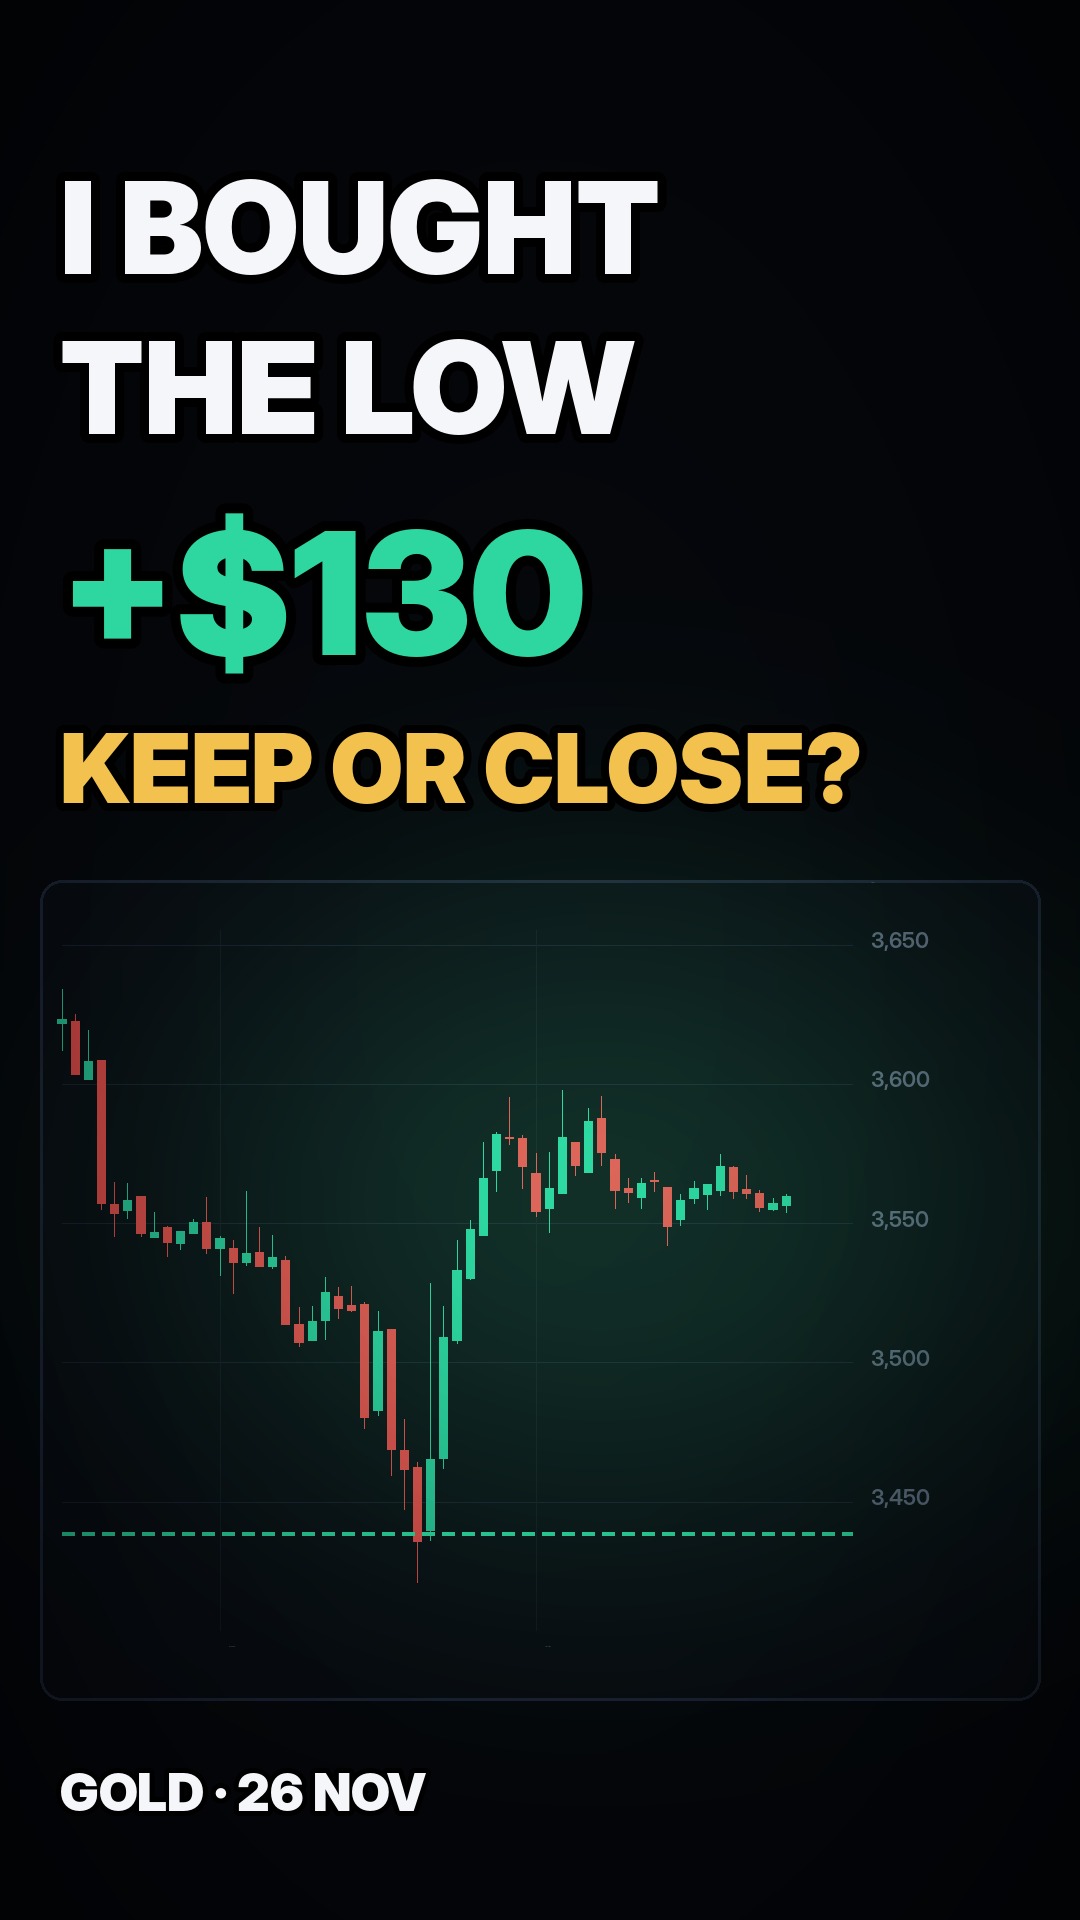 I BOUGHT
THE LOW
+$130
KEEP OR CLOSE?
3,650
3,600
3,550
3,500
3,450
GOLD · 26 NOV